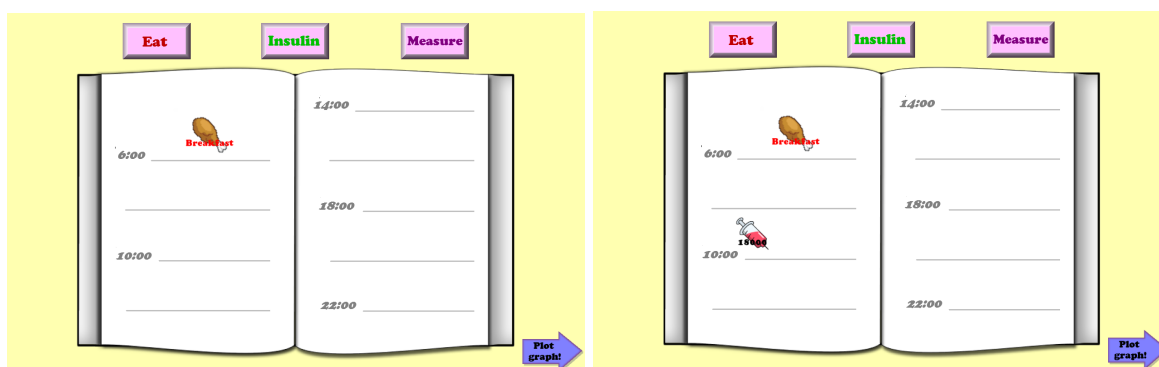 Eat Insulin Measure
14:00
Breakfast
6:00
18:00
10:00
22:00
Plot
graph!
Eat Insulin Measure
14:00
Breakfast
6:00
18:00
18000
10:00
22:00
Plot
graph!